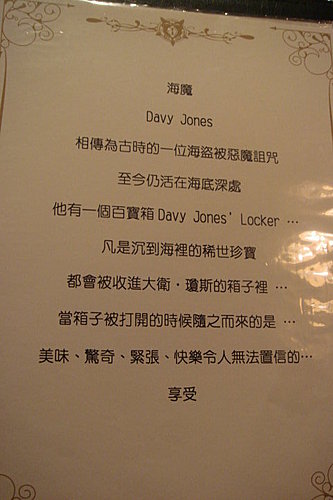 海魔
Davy Jones
相傳為古時的一位海盜被惡魔詛咒
至今仍活在海底深處
他有一個百寶箱Davy Jones' Locker …
凡是沉到海裡的稀世珍寶
都會被收進大衛·瓊斯的箱子裡 …
當箱子被打開的時候隨之而來的是 …
美味、驚奇、緊張、快樂令人無法置信的…
享受